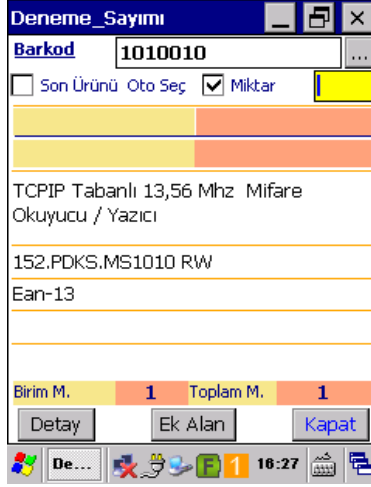 Deneme_Sayımı
Barkod 1010010 ...
Son Ürünü Oto Seç Miktar
TCPIP Tabanlı 13,56 Mhz Mifare
Okuyucu / Yazıcı
152.PDKS.MS1010 RW
Ean-13
Birim M. 1 Toplam M. 1
Detay Ek Alan Kapat
De... F 1 16:27